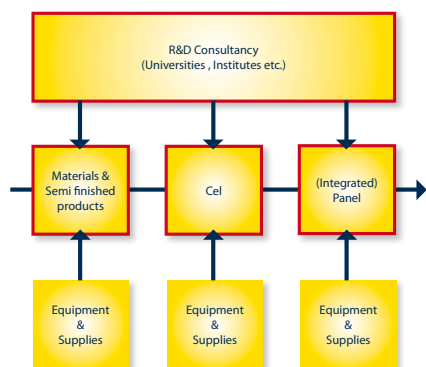 R&D Consultancy
(Universities , Institutes etc.)
Materials &
Semi finished
products
Cel
(Integrated)
Panel
Equipment
&
Supplies
Equipment
&
Supplies
Equipment
&
Supplies